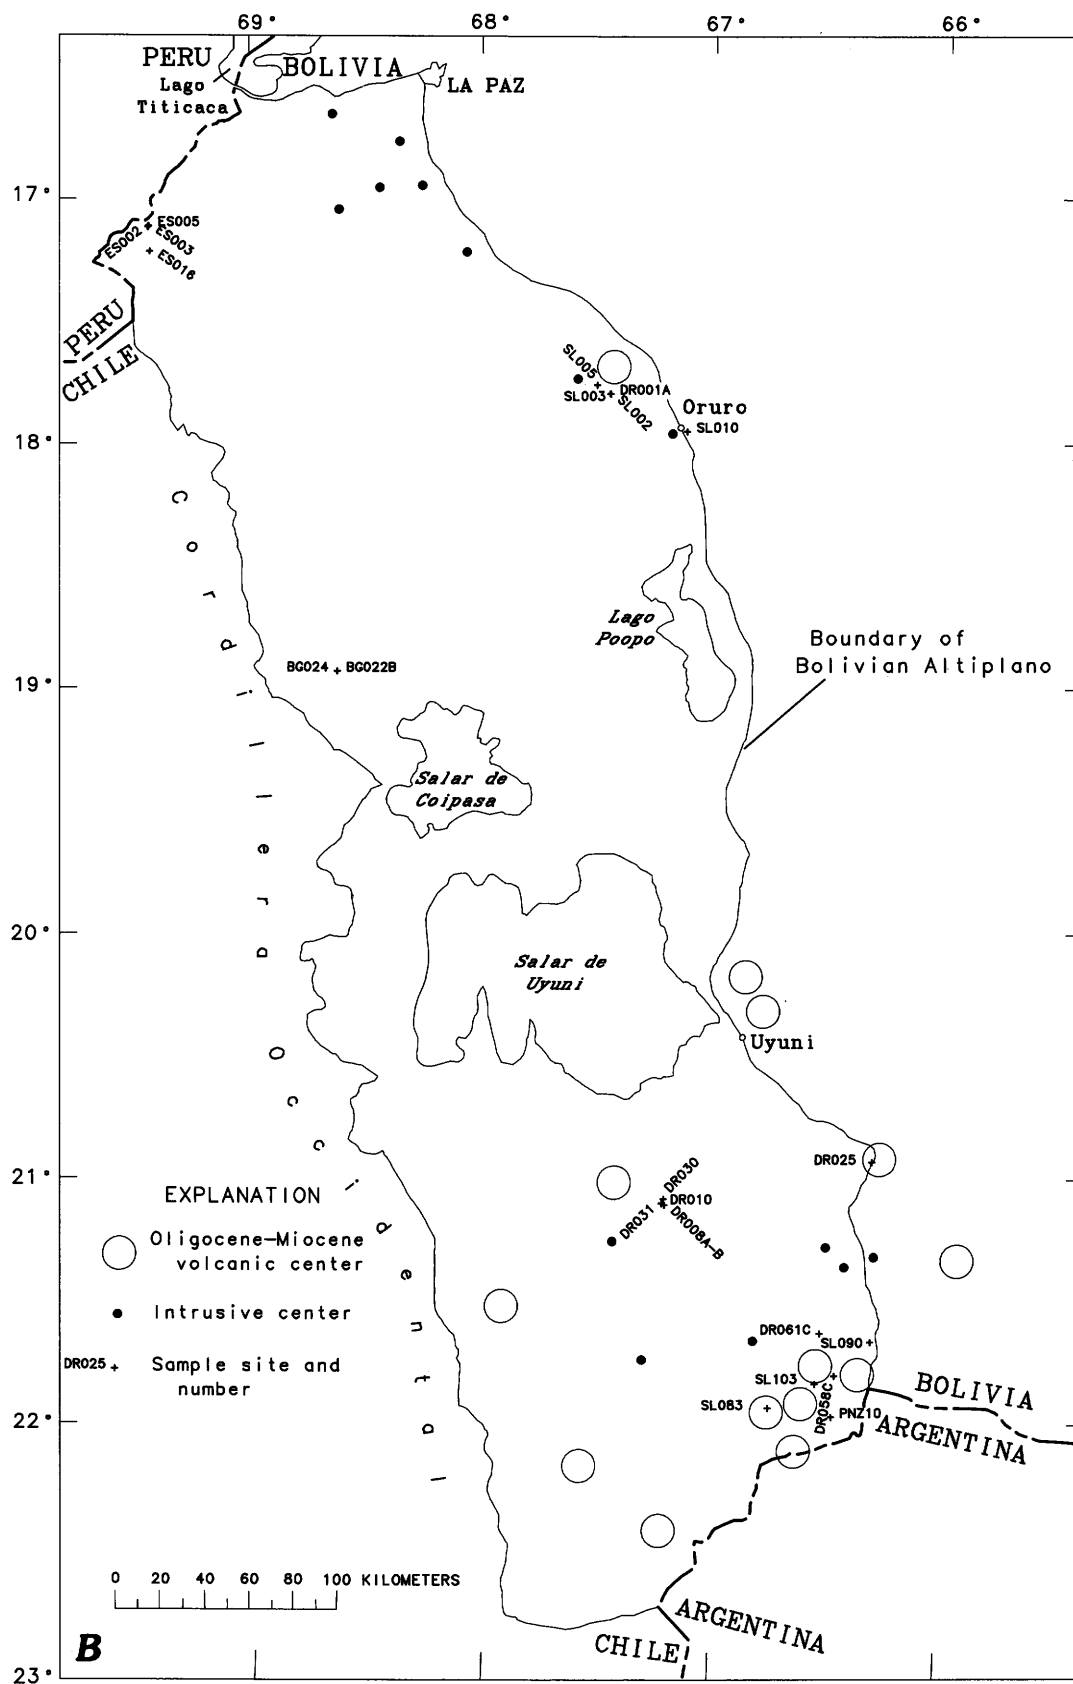 69° 68° 67° 66°
PERU
BOLIVIA
Lago
Titicaca
LA PAZ
17°
ES005
ES002
ES003
ES016
PERU
CHILE
SL005
DR001A
SL003
SL002
Oruro
SL010
18°
Cordillera Occidental
Lago
Poopo
Boundary of
Bolivian Altiplano
BG024 BG022B
19°
Salar de
Coipasa
20°
Salar de
Uyuni
Uyuni
DR025
21°
DR030
DR010
DR031
DR008A-B
EXPLANATION
Oligocene-Miocene
volcanic center
Intrusive center
DR025 + Sample site and
number
DR061C
SL090
SL103
DR058C
SL083
PNZ10
BOLIVIA
ARGENTINA
22°
0 20 40 60 80 100 KILOMETERS
ARGENTINA
CHILE
B
23°